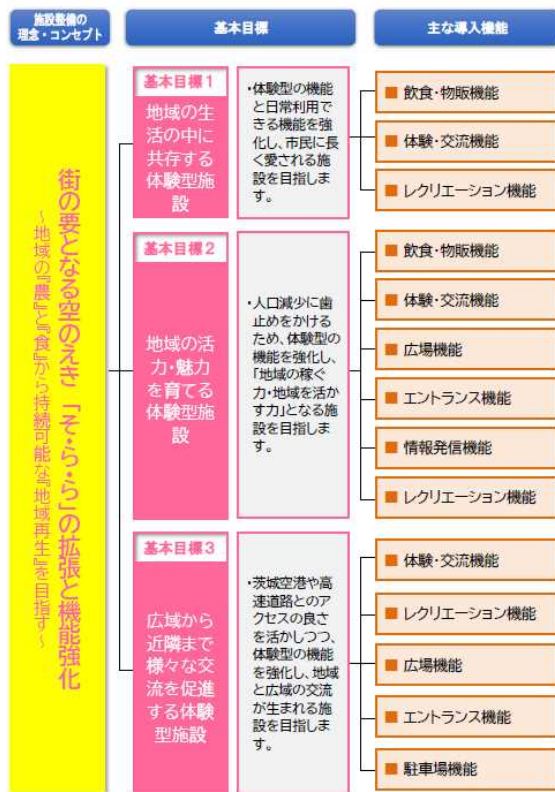 施設整備の
理念・コンセプト
基本目標
主な導入機能
街の要となる空のえき「そ・ら・ら」の拡張と機能強化
~地域の『農』と『食』から持続可能な『地域再生』を目指す~
基本目標1
地域の生
活の中に
共存する
体験型施
設
・体験型の機能
と日常利用で
きる機能を強
化し、市民に長
く愛される施
設を目指しま
す。
■ 飲食・物販機能
■ 体験・交流機能
■ レクリエーション機能
基本目標2
地域の活
力・魅力
を育てる
体験型施
設
・人口減少に歯
止めをかける
ため、体験型の
機能を強化し、
「地域の稼ぐ
力・地域を活か
す力」となる施
設を目指しま
す。
■ 飲食・物販機能
■ 体験・交流機能
■ 広場機能
■ エントランス機能
■ 情報発信機能
■ レクリエーション機能
基本目標3
広域から
近隣まで
様々な交
流を促進
する体験
型施設
・茨城空港や高
速道路とのア
クセスの良さ
を活かしつつ、
体験型の機能
を強化し、地域
と広域の交流
が生まれる施
設を目指しま
す。
■ 体験・交流機能
■ レクリエーション機能
■ 広場機能
■ エントランス機能
■ 駐車場機能